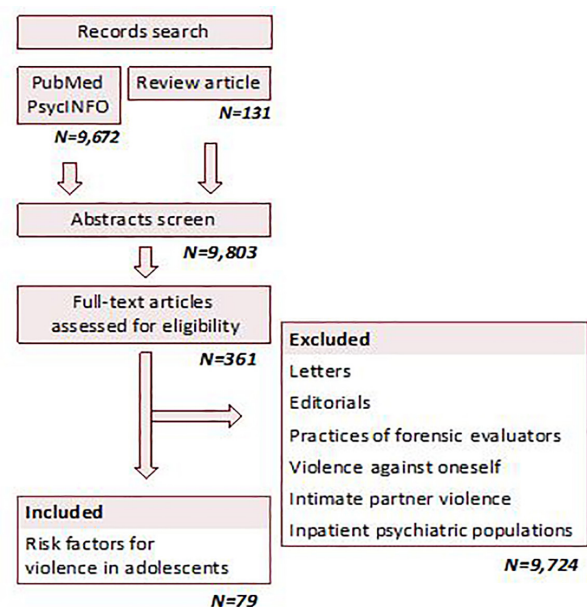 Records search
PubMed
PsycINFO
N=9,672
Review article
N=131
Abstracts screen
N=9,803
Full-text articles
assessed for eligibility
N=361
Excluded
Letters
Editorials
Practices of forensic evaluators
Violence against oneself
Intimate partner violence
Inpatient psychiatric populations
N=9,724
Included
Risk factors for
violence in adolescents
N=79